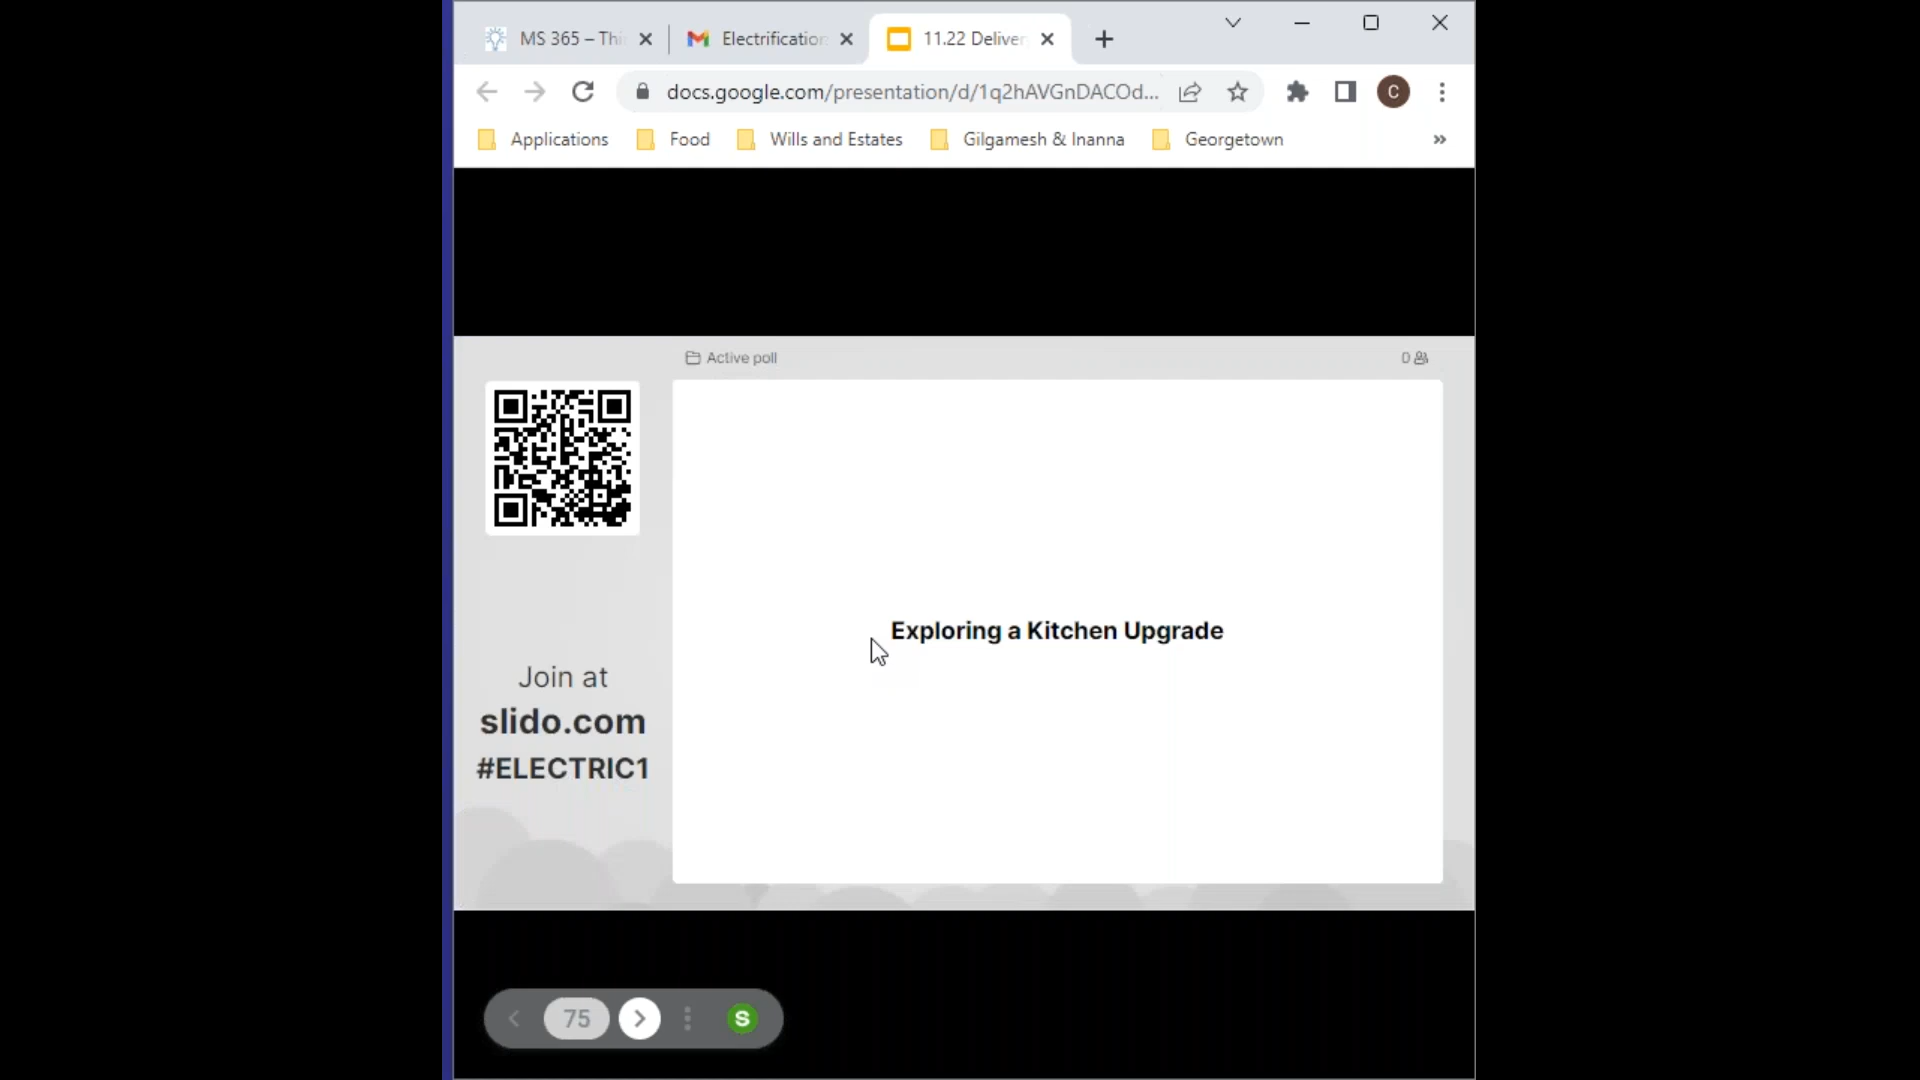 MS 365 – Thi
Electrification
11.22 Deliver
docs.google.com/presentation/d/1q2hAVGnDACOd...
C
Applications
Food
Wills and Estates
Gilgamesh & Inanna
Georgetown
»
Active poll
0
Exploring a Kitchen Upgrade
Join at
slido.com
#ELECTRIC1
75
S